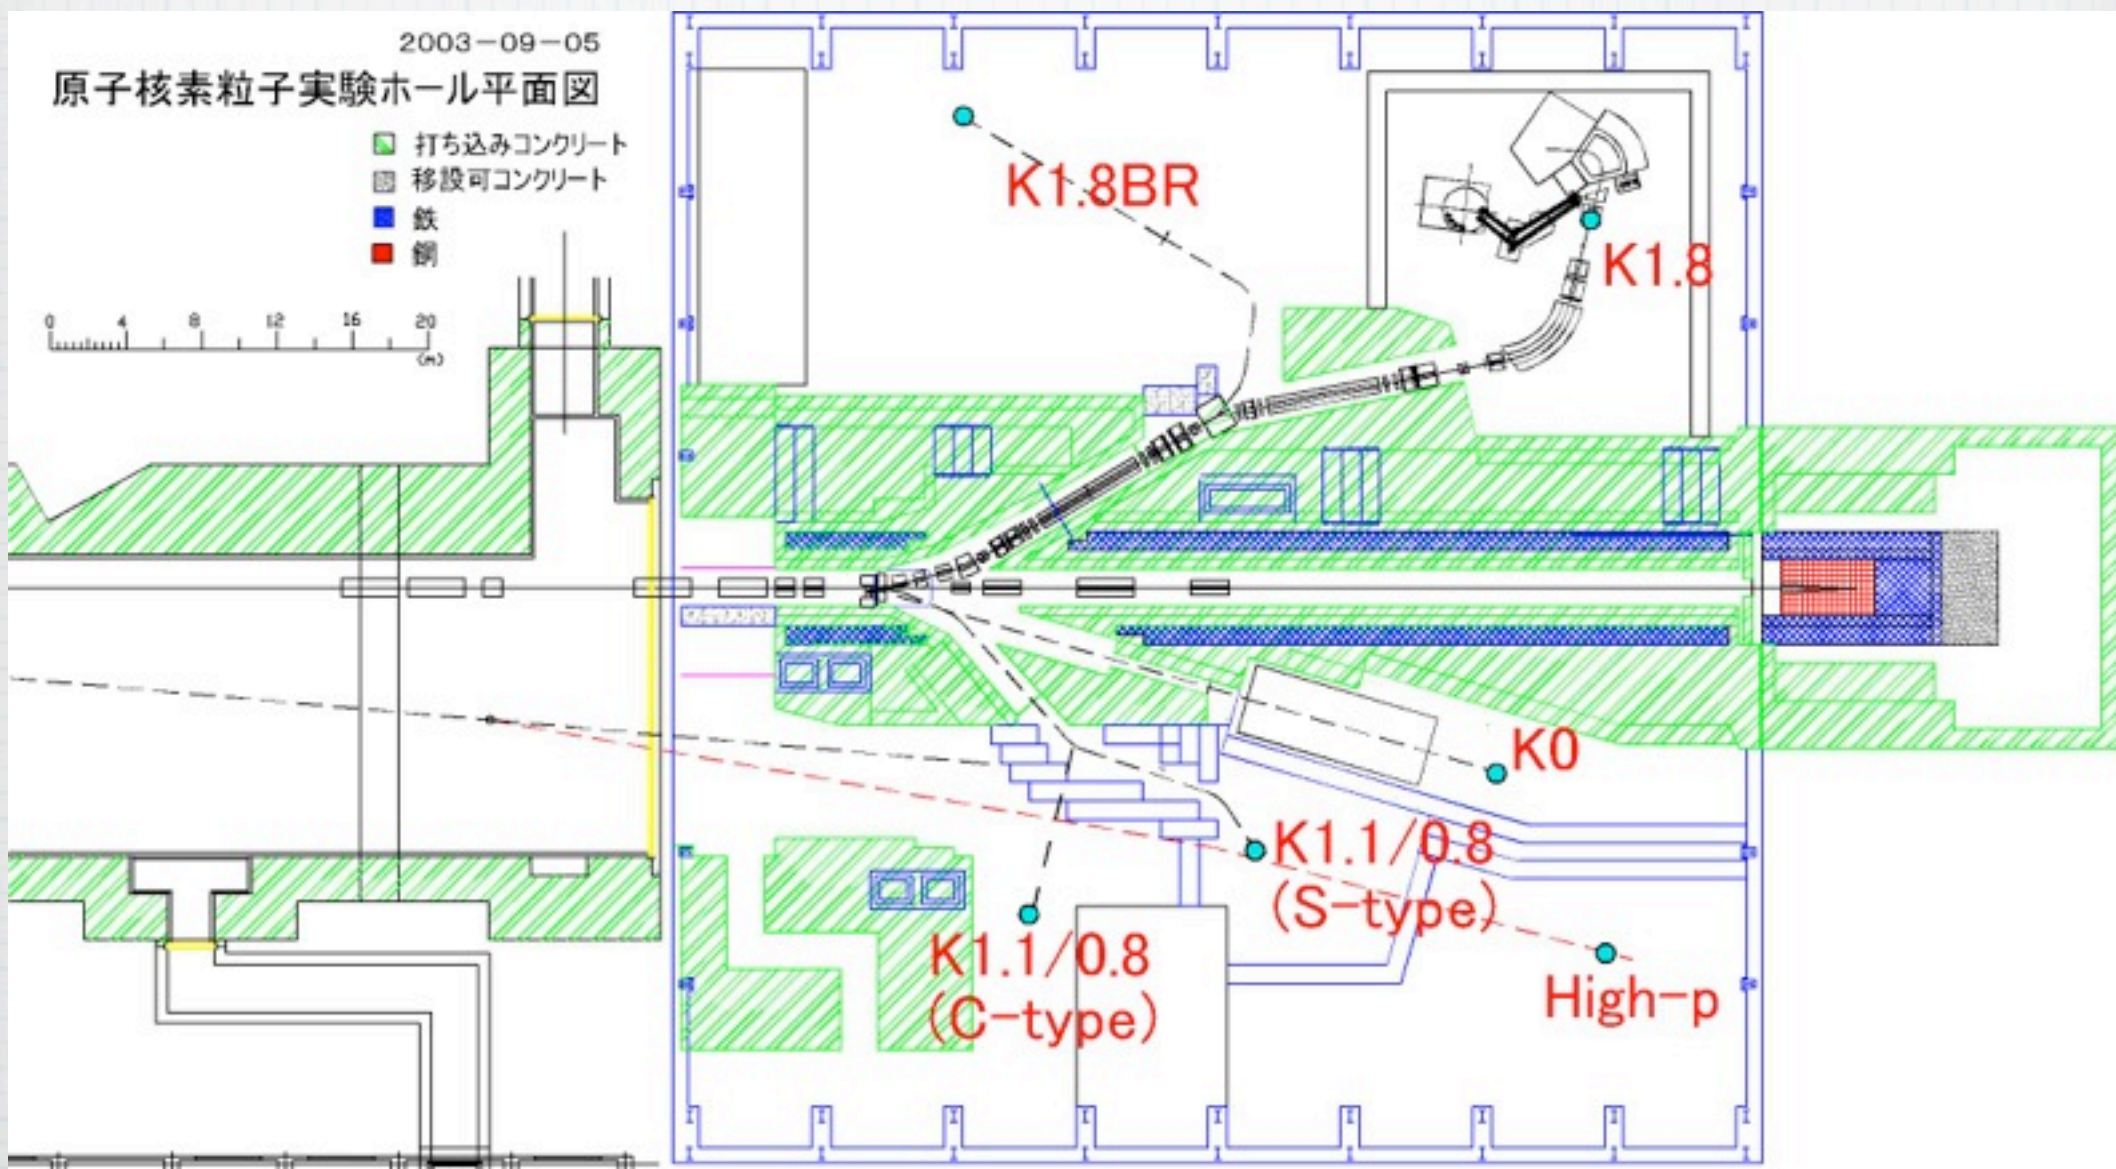 2003-09-05
原子核素粒子実験ホール平面図
打ち込みコンクリート
移設可コンクリート
鉄
銅
0 4 8 12 16 20
(m)
K1.8BR
K1.8
K0
K1.1/0.8
(S-type)
K1.1/0.8
(C-type)
High-p